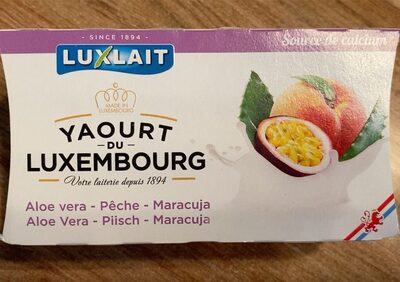 SINCE 1894
LUXLAIT
Source de calcium
MADE IN
LUXEMBOURG
YAOURT
DU
LUXEMBOURG
Votre laiterie depuis 1894
Aloe vera - Pêche - Maracuja
Aloe Vera - Piisch - Maracuja